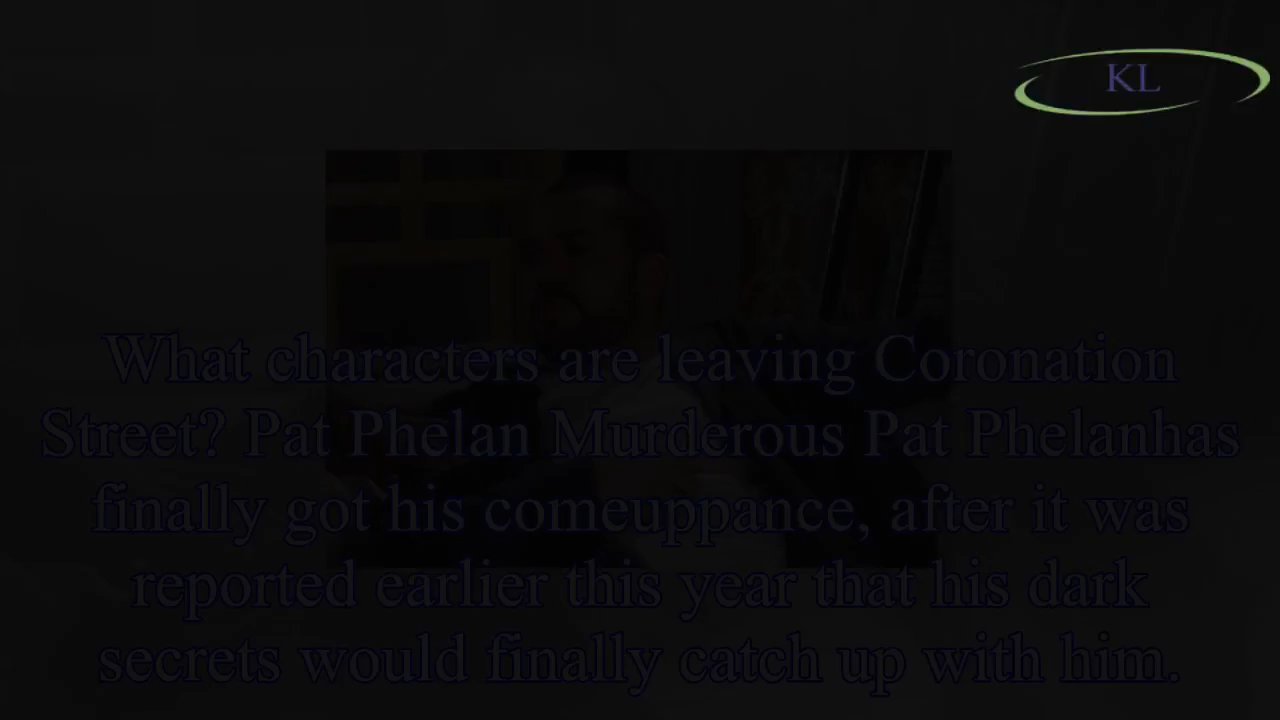 KL
What characters are leaving Coronation
Street? Pat Phelan Murderous Pat Phelanhas
finally got his comeuppance, after it was
reported earlier this year that his dark
secrets would finally catch up with him.